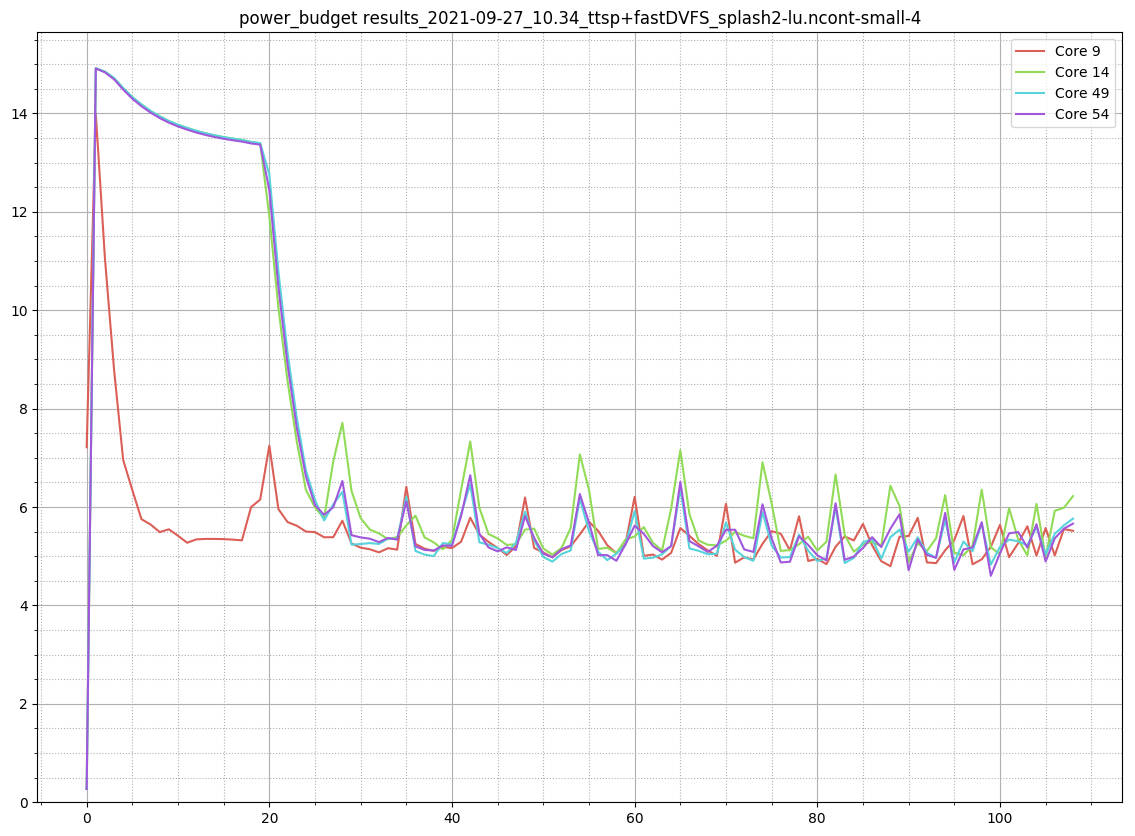 power_budget results_2021-09-27_10.34_ttsp+fastDVFS_splash2-lu.ncont-small-4
Core 9
Core 14
Core 49
Core 54
14
12
10
8
6
4
2
0
0 20 40 60 80 100